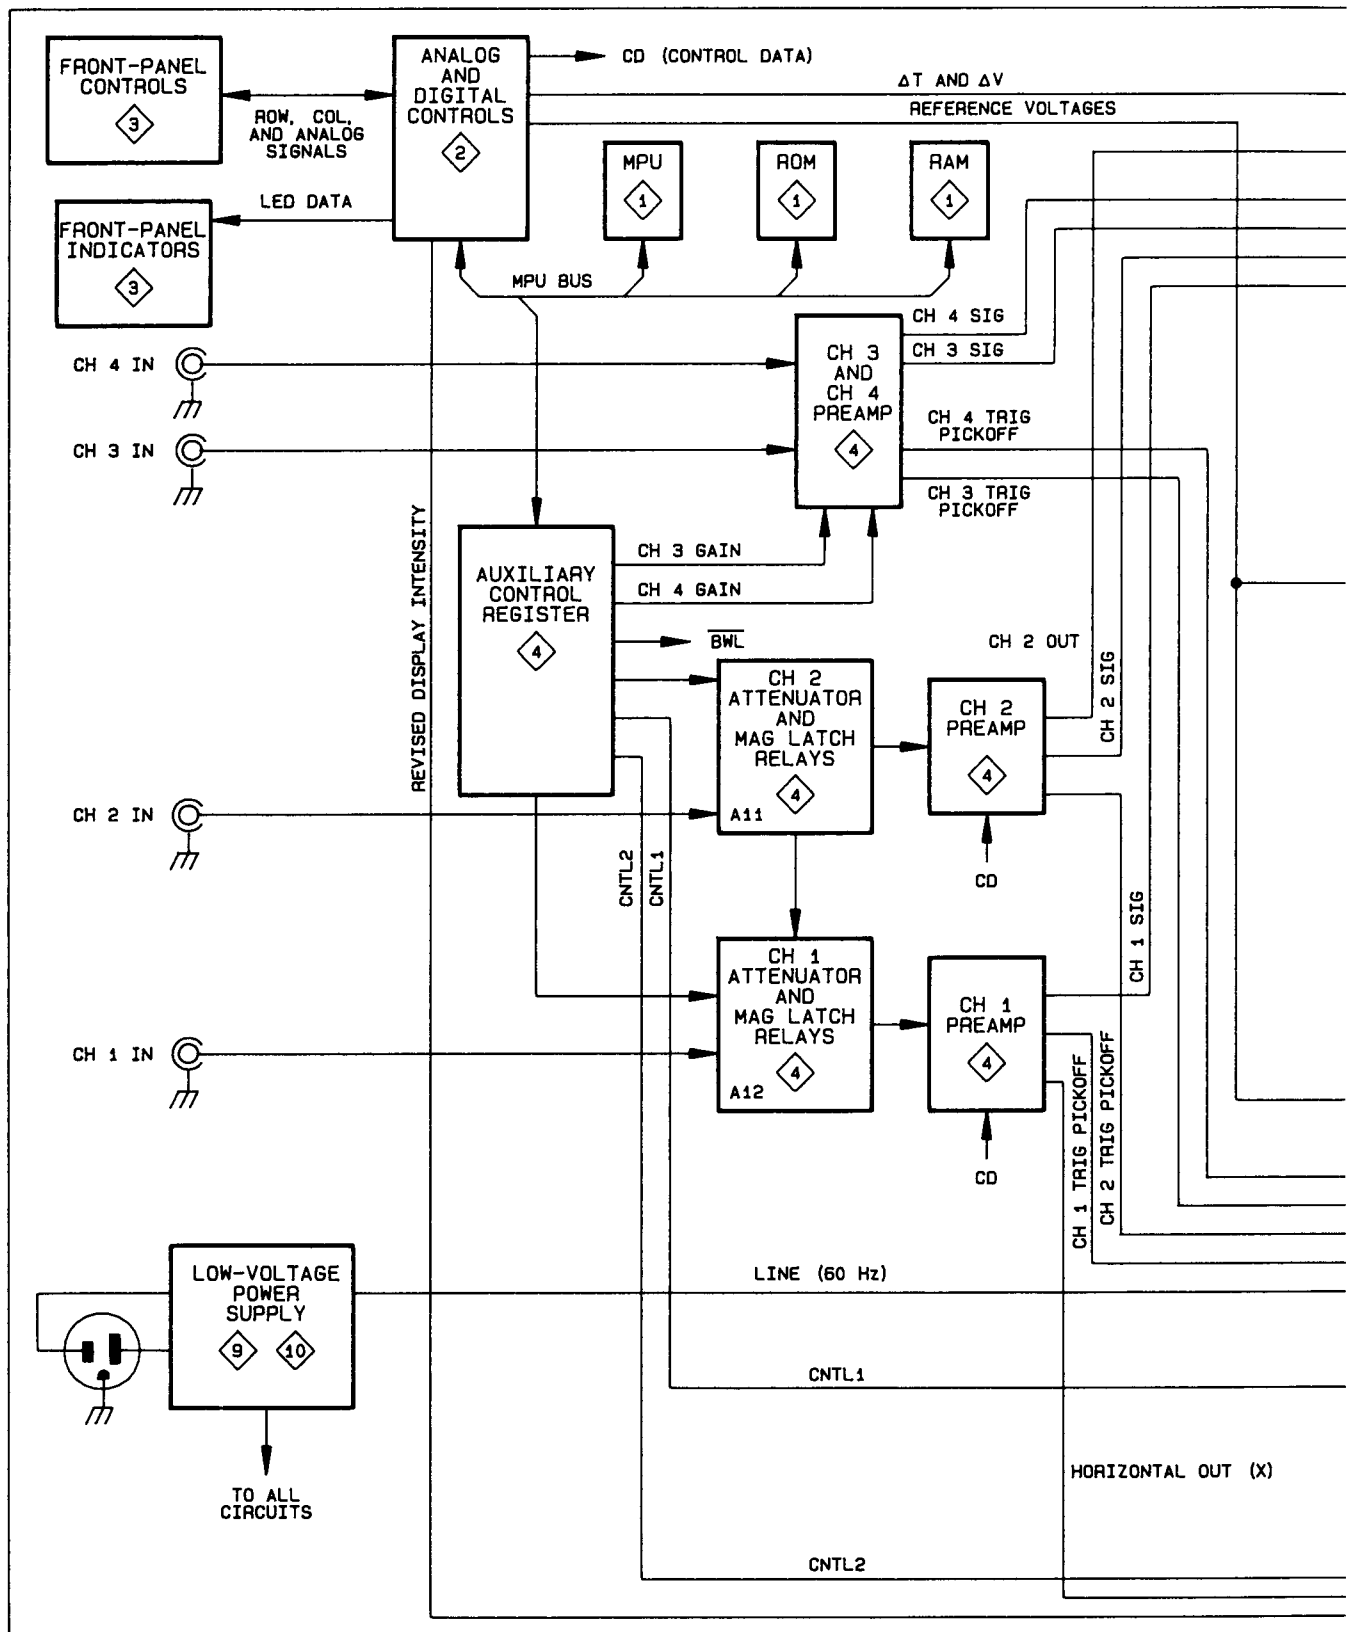 FRONT-PANEL
CONTROLS
3
ROW, COL,
AND ANALOG
SIGNALS
ANALOG
AND
DIGITAL
CONTROLS
2
CD (CONTROL DATA)
ΔT AND ΔV
REFERENCE VOLTAGES
MPU
1
ROM
1
RAM
1
LED DATA
FRONT-PANEL
INDICATORS
3
MPU BUS
CH 4 IN
CH 3 IN
CH 3
AND
CH 4
PREAMP
4
CH 4 SIG
CH 3 SIG
CH 4 TRIG
PICKOFF
CH 3 TRIG
PICKOFF
REVISED DISPLAY INTENSITY
AUXILIARY
CONTROL
REGISTER
4
CH 3 GAIN
CH 4 GAIN
BWL
CH 2
ATTENUATOR
AND
MAG LATCH
RELAYS
4
A11
CH 2
PREAMP
4
CH 2 OUT
CH 2 SIG
CD
CH 2 IN
CNTL2
CNTL1
CH 1
ATTENUATOR
AND
MAG LATCH
RELAYS
4
A12
CH 1
PREAMP
4
CH 1 SIG
CD
CH 1 IN
CH 1 TRIG PICKOFF
CH 2 TRIG PICKOFF
LOW-VOLTAGE
POWER
SUPPLY
9
10
LINE (60 Hz)
TO ALL
CIRCUITS
CNTL1
HORIZONTAL OUT (X)
CNTL2